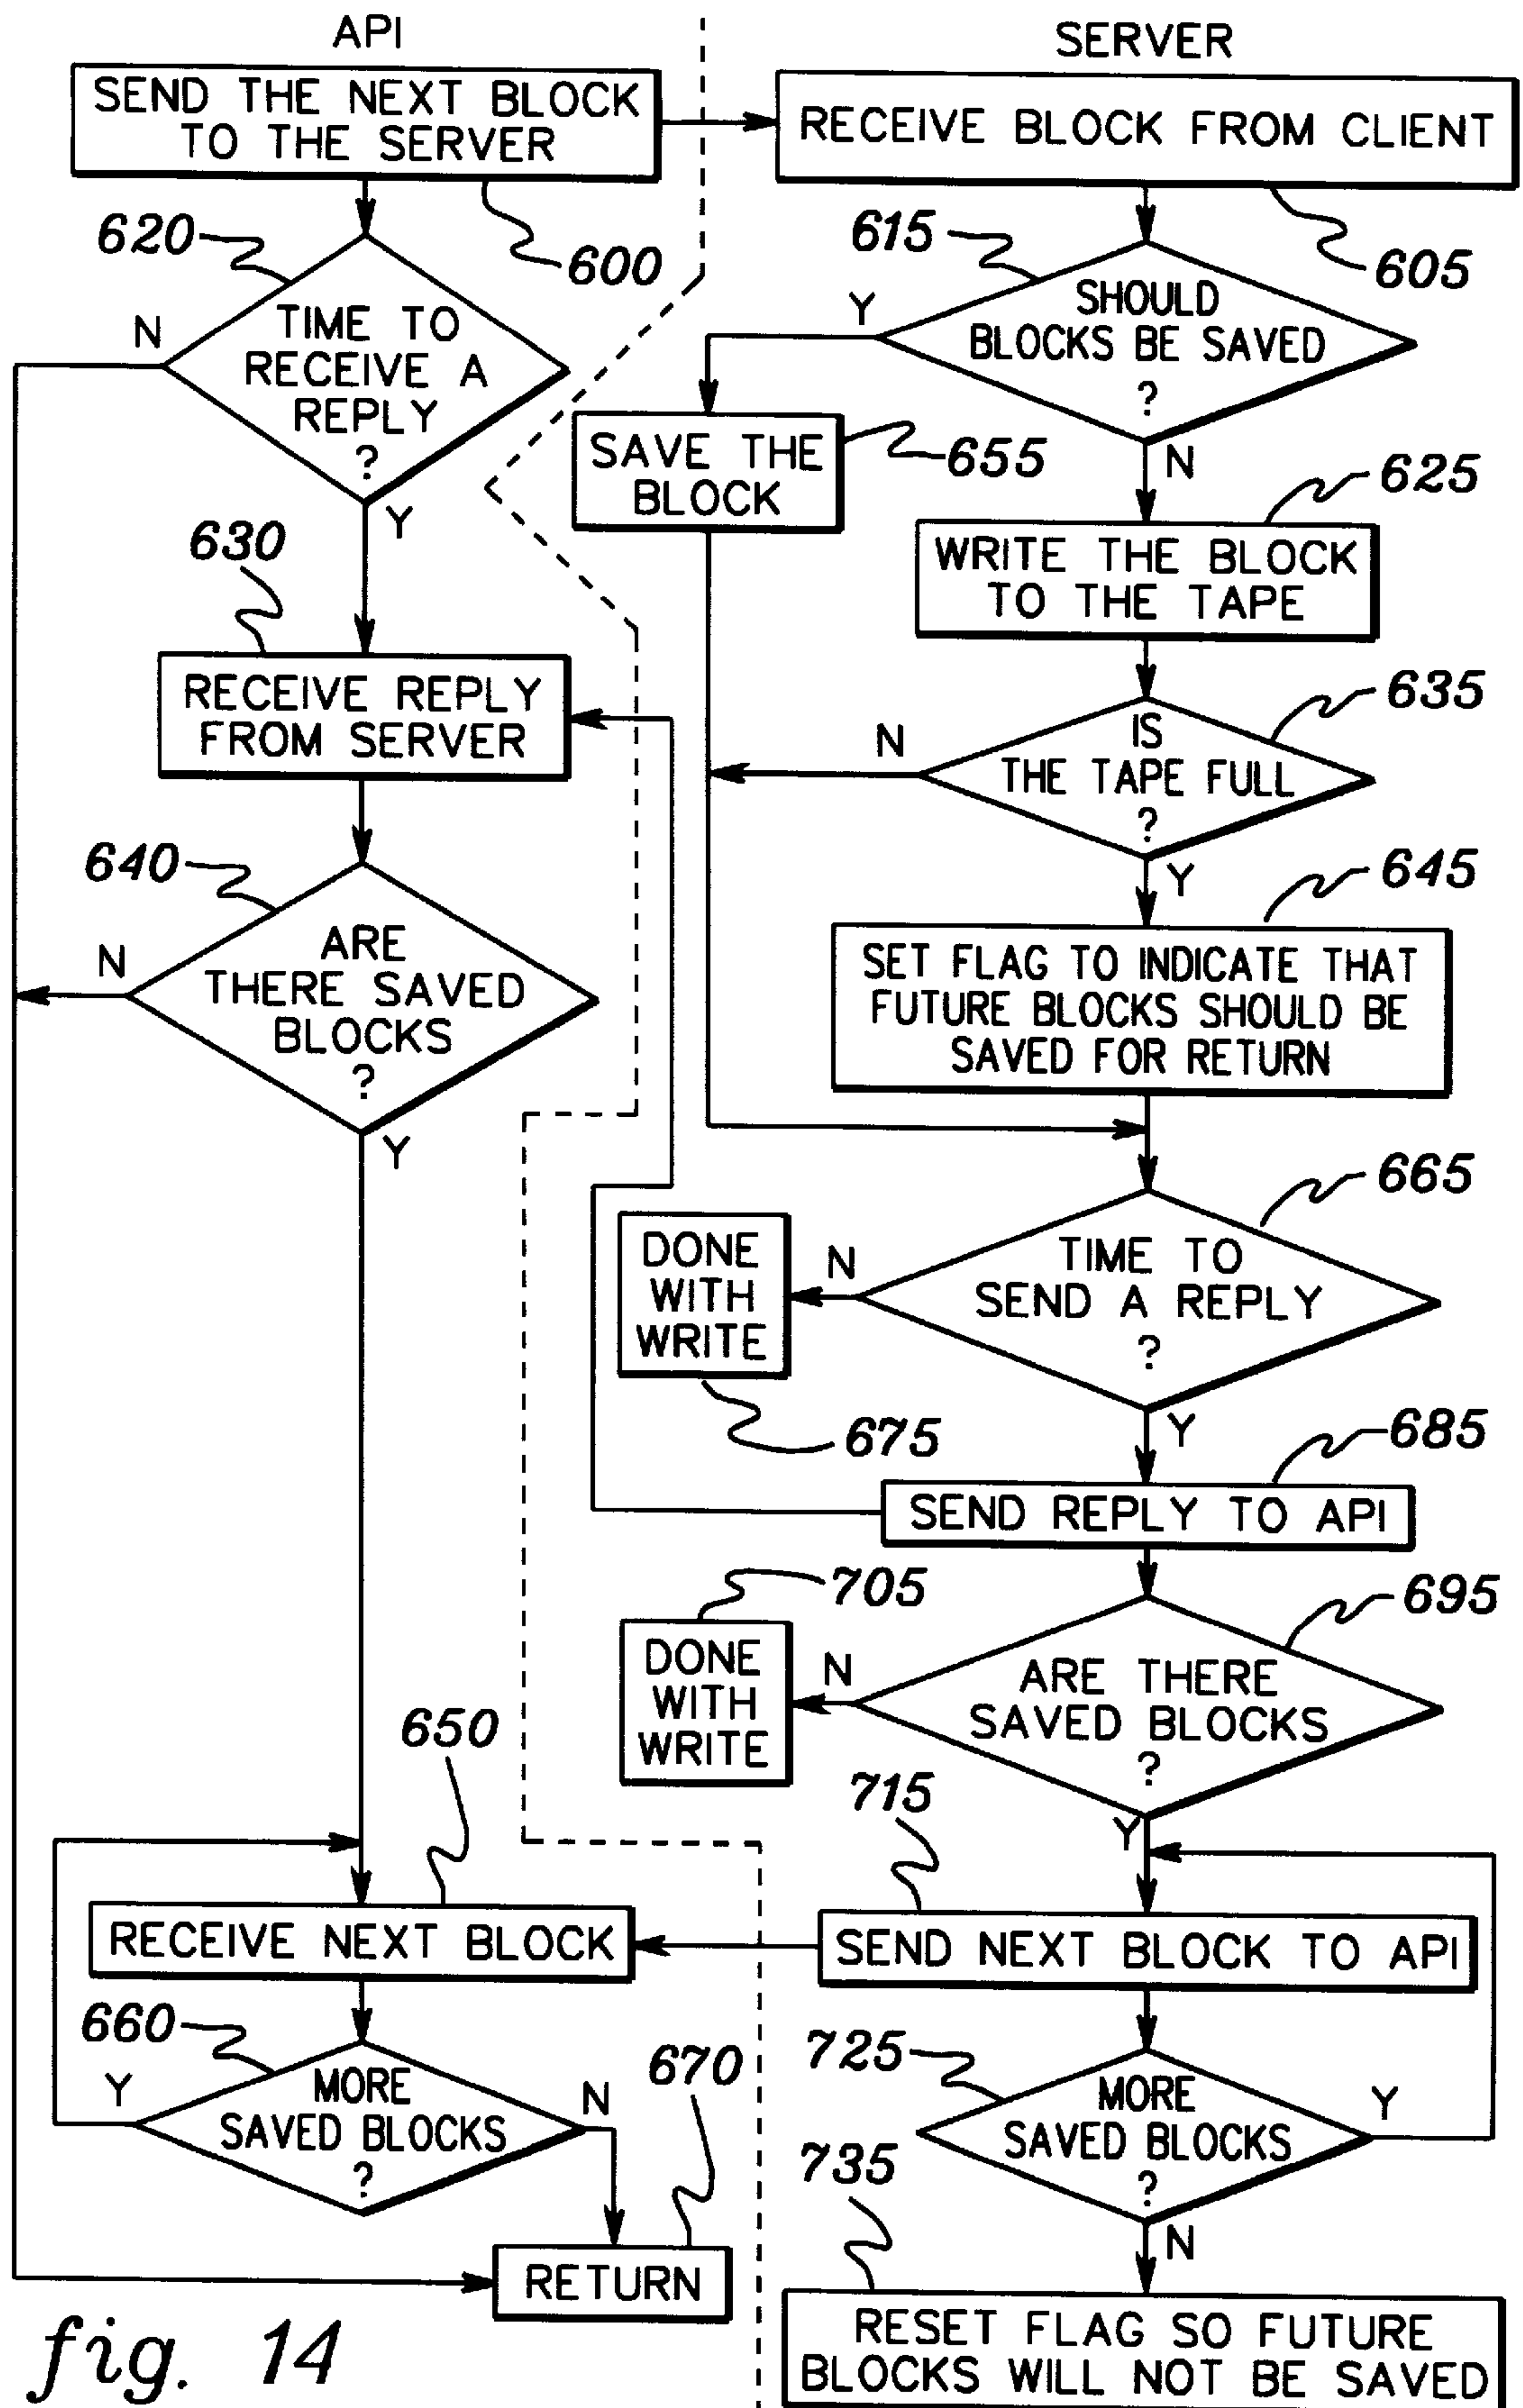 API
SERVER
SEND THE NEXT BLOCK
TO THE SERVER
RECEIVE BLOCK FROM CLIENT
620
600
615
605
TIME TO
RECEIVE A
REPLY
?
N
Y
SHOULD
BLOCKS BE SAVED
?
Y
N
SAVE THE
BLOCK
655
625
WRITE THE BLOCK
TO THE TAPE
630
RECEIVE REPLY
FROM SERVER
635
IS
THE TAPE FULL
?
N
Y
640
ARE
THERE SAVED
BLOCKS
?
N
Y
645
SET FLAG TO INDICATE THAT
FUTURE BLOCKS SHOULD BE
SAVED FOR RETURN
665
TIME TO
SEND A REPLY
?
N
Y
DONE
WITH
WRITE
675
685
SEND REPLY TO API
705
695
DONE
WITH
WRITE
N
ARE THERE
SAVED BLOCKS
?
Y
650
715
RECEIVE NEXT BLOCK
SEND NEXT BLOCK TO API
660
670
725
MORE
SAVED BLOCKS
?
Y
N
MORE
SAVED BLOCKS
?
Y
N
735
RETURN
RESET FLAG SO FUTURE
BLOCKS WILL NOT BE SAVED
fig. 14